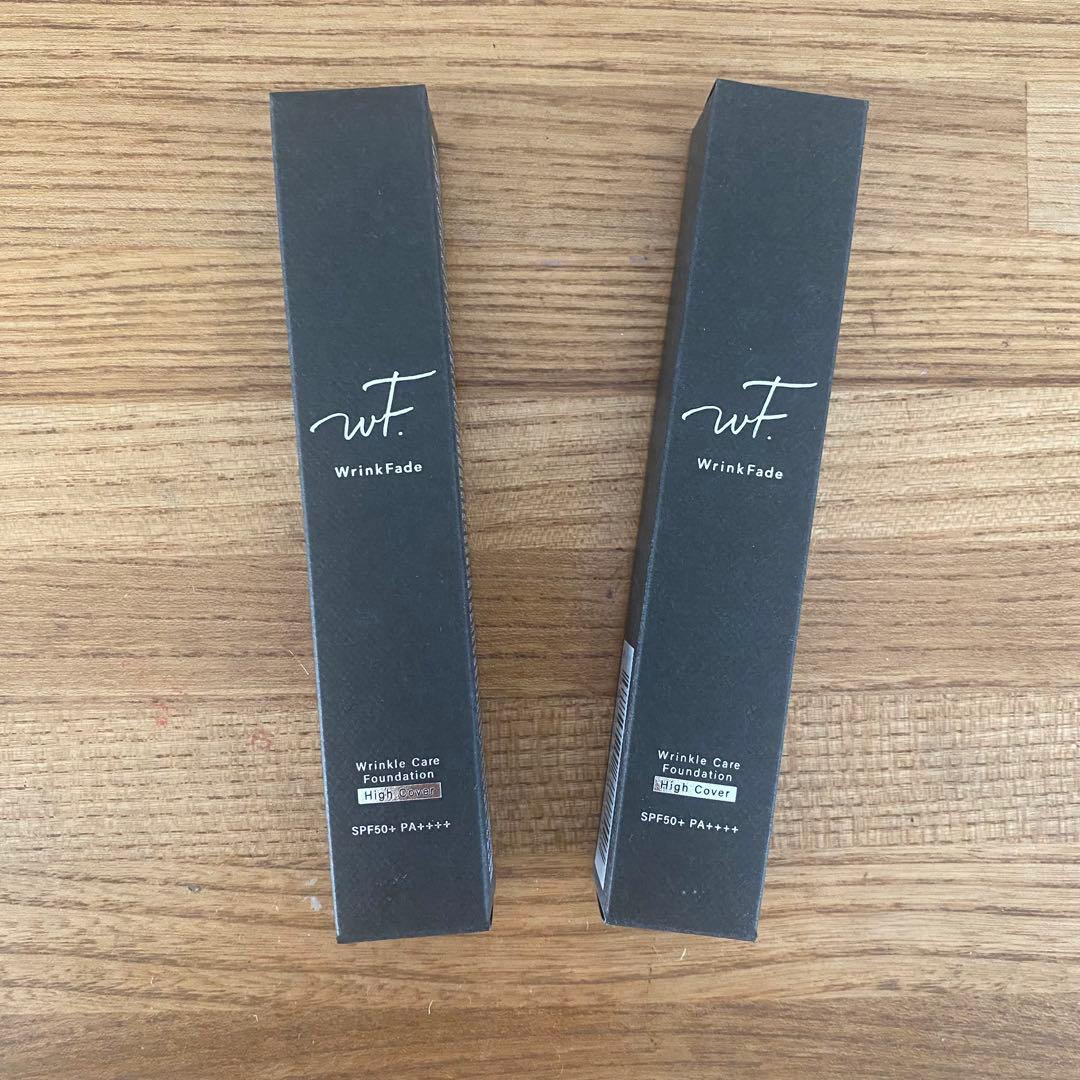 wF.
WrinkFade
Wrinkle Care
Foundation
High Cover
SPF50+ PA++++
wF.
WrinkFade
Wrinkle Care
Foundation
High Cover
SPF50+ PA++++